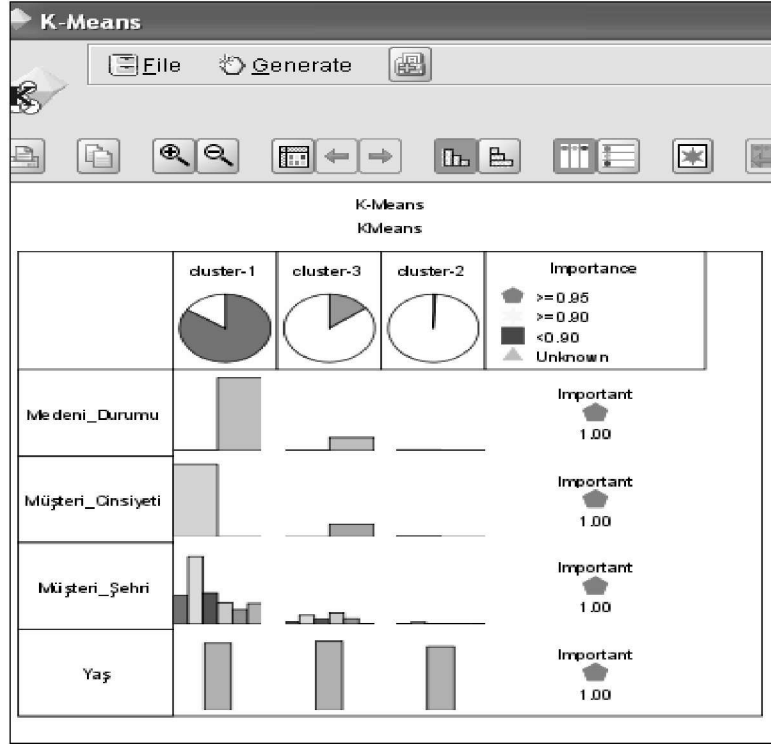 K-Means
File Generate
K-Means
KMeans
cluster-1 cluster-3 cluster-2 Importance
>=0.95
>=0.90
<0.90
Unknown
Medeni_Durumu Important
1.00
Müşteri_Cinsiyeti Important
1.00
Müşteri_Şehri Important
1.00
Yaş Important
1.00